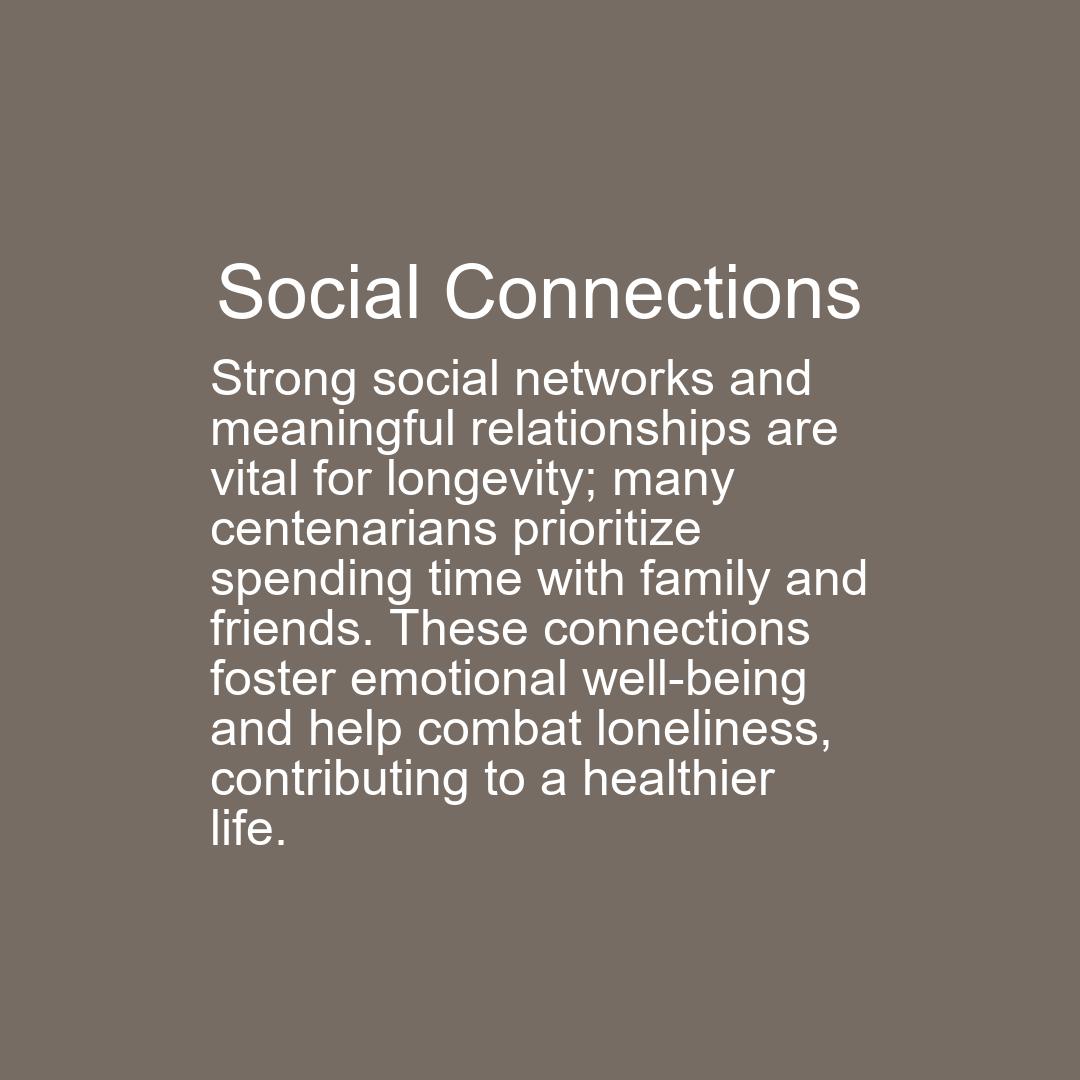 Social Connections
Strong social networks and
meaningful relationships are
vital for longevity; many
centenarians prioritize
spending time with family and
friends. These connections
foster emotional well-being
and help combat loneliness,
contributing to a healthier
life.